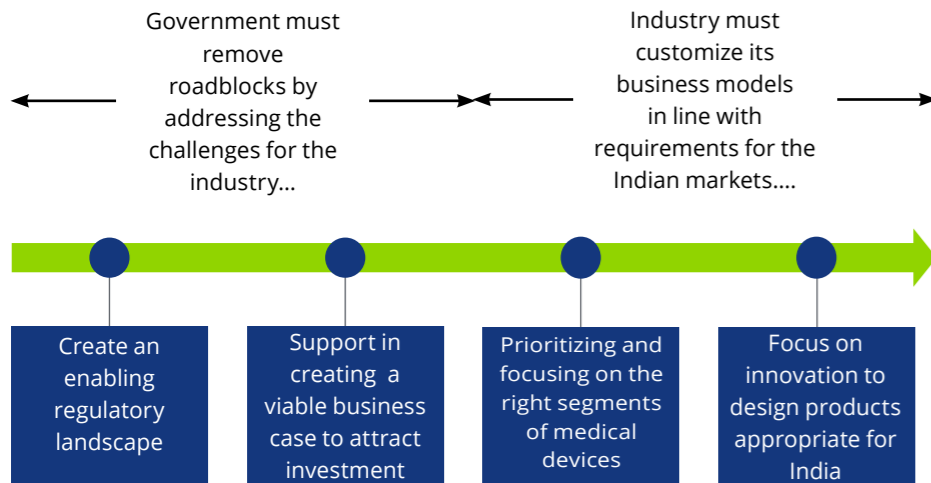 Government must
remove
roadblocks by
addressing the
challenges for the
industry...
Industry must
customize its
business models
in line with
requirements for the
Indian markets....
Create an
enabling
regulatory
landscape
Support in
creating a
viable business
case to attract
investment
Prioritizing and
focusing on the
right segments
of medical
devices
Focus on
innovation to
design products
appropriate for
India